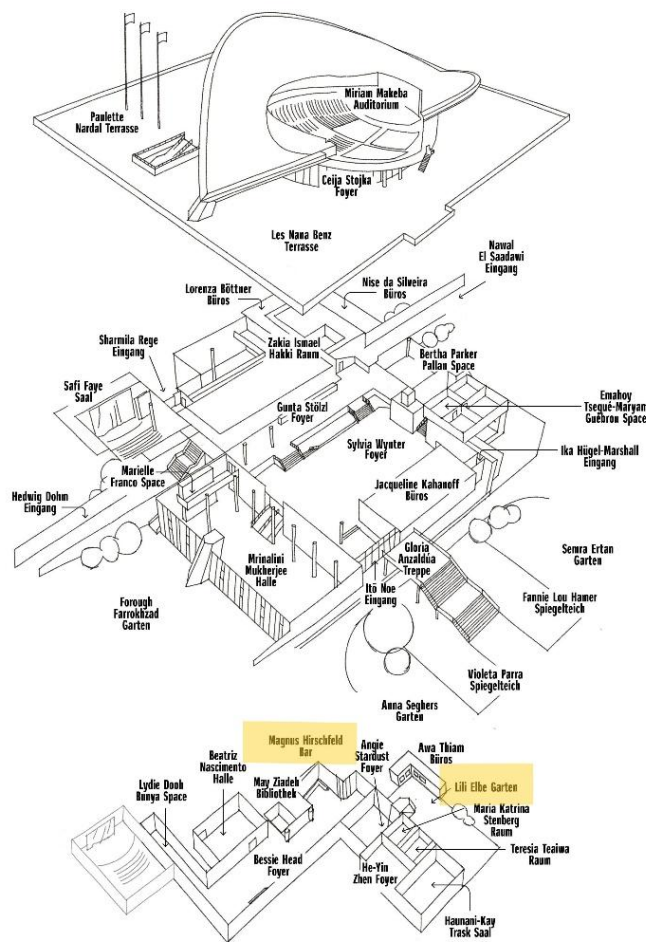 Miriam Makeba
Auditorium
Paulette
Nardal Terrasse
Ceija Stojka
Foyer
Les Nana Benz
Terrasse
Nawal
El Saadawi
Eingang
Lorenza Böttner
Büros
Nise da Silveira
Büros
Sharmila Rege
Eingang
Zakia Ismael
Hakki Raum
Bertha Parker
Pallan Space
Safi Faye
Saal
Emahoy
Tsegué-Maryam
Guèbrou Space
Gunta Stölzl
Foyer
Sylvia Wynter
Foyer
Ika Hügel-Marshall
Eingang
Marielle
Franco Space
Jacqueline Kahanoff
Büros
Hedwig Dohm
Eingang
Mrinalini
Mukherjee
Halle
Gloria
Anzaldúa
Treppe
Semra Ertan
Garten
Itō Noe
Eingang
Fannie Lou Hamer
Spiegelteich
Forough
Farrokhzad
Garten
Violeta Parra
Spiegelteich
Anna Seghers
Garten
Magnus Hirschfeld
Bar
Angie
Stardust
Foyer
Awa Thiam
Büros
Beatriz
Nascimento
Halle
May Ziadeh
Bibliothek
Lili Elbe Garten
Lydie Dooh
Bunya Space
Maria Katrina
Stenberg
Raum
Bessie Head
Foyer
He-Yin
Zhen Foyer
Teresia Teaiwa
Raum
Haunani-Kay
Trask Saal